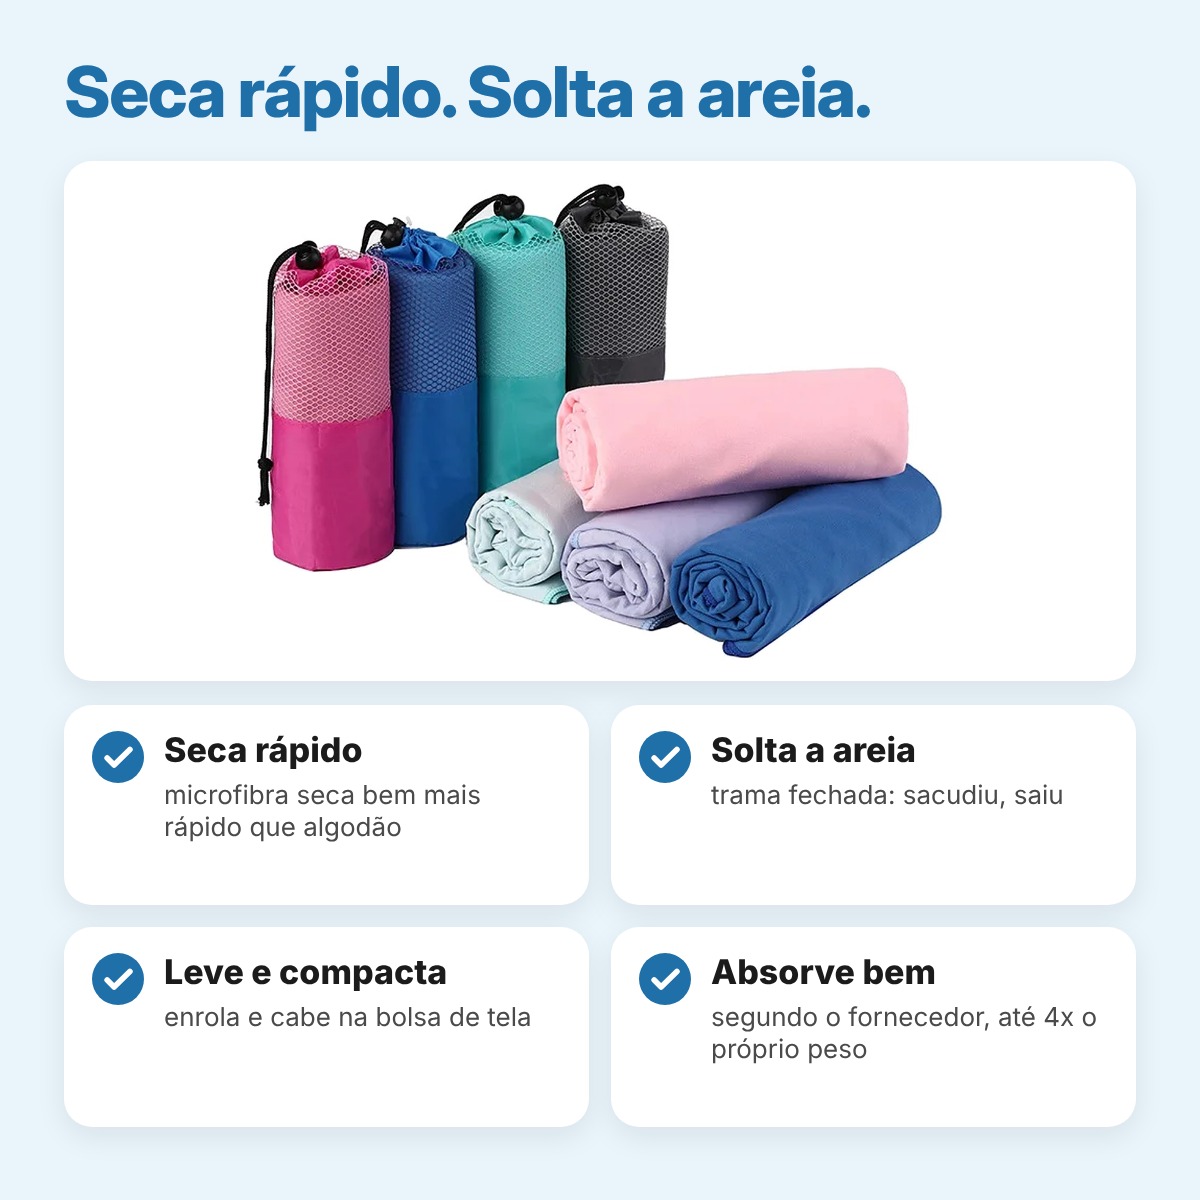 Seca rápido. Solta a areia.
Seca rápido
microfibra seca bem mais
rápido que algodão
Solta a areia
trama fechada: sacudiu, saiu
Leve e compacta
enrola e cabe na bolsa de tela
Absorve bem
segundo o fornecedor, até 4x o
próprio peso